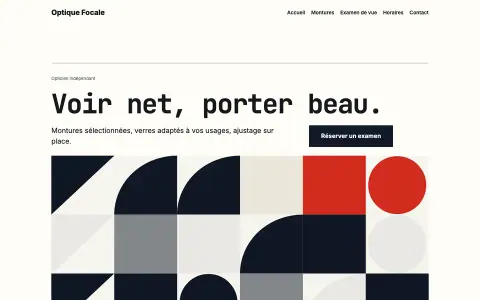 Optique Focale
Accueil Montures Examen de vue Horaires Contact
Opticien indépendant
Voir net, porter beau.
Montures sélectionnées, verres adaptés à vos usages, ajustage sur
place.
Réserver un examen